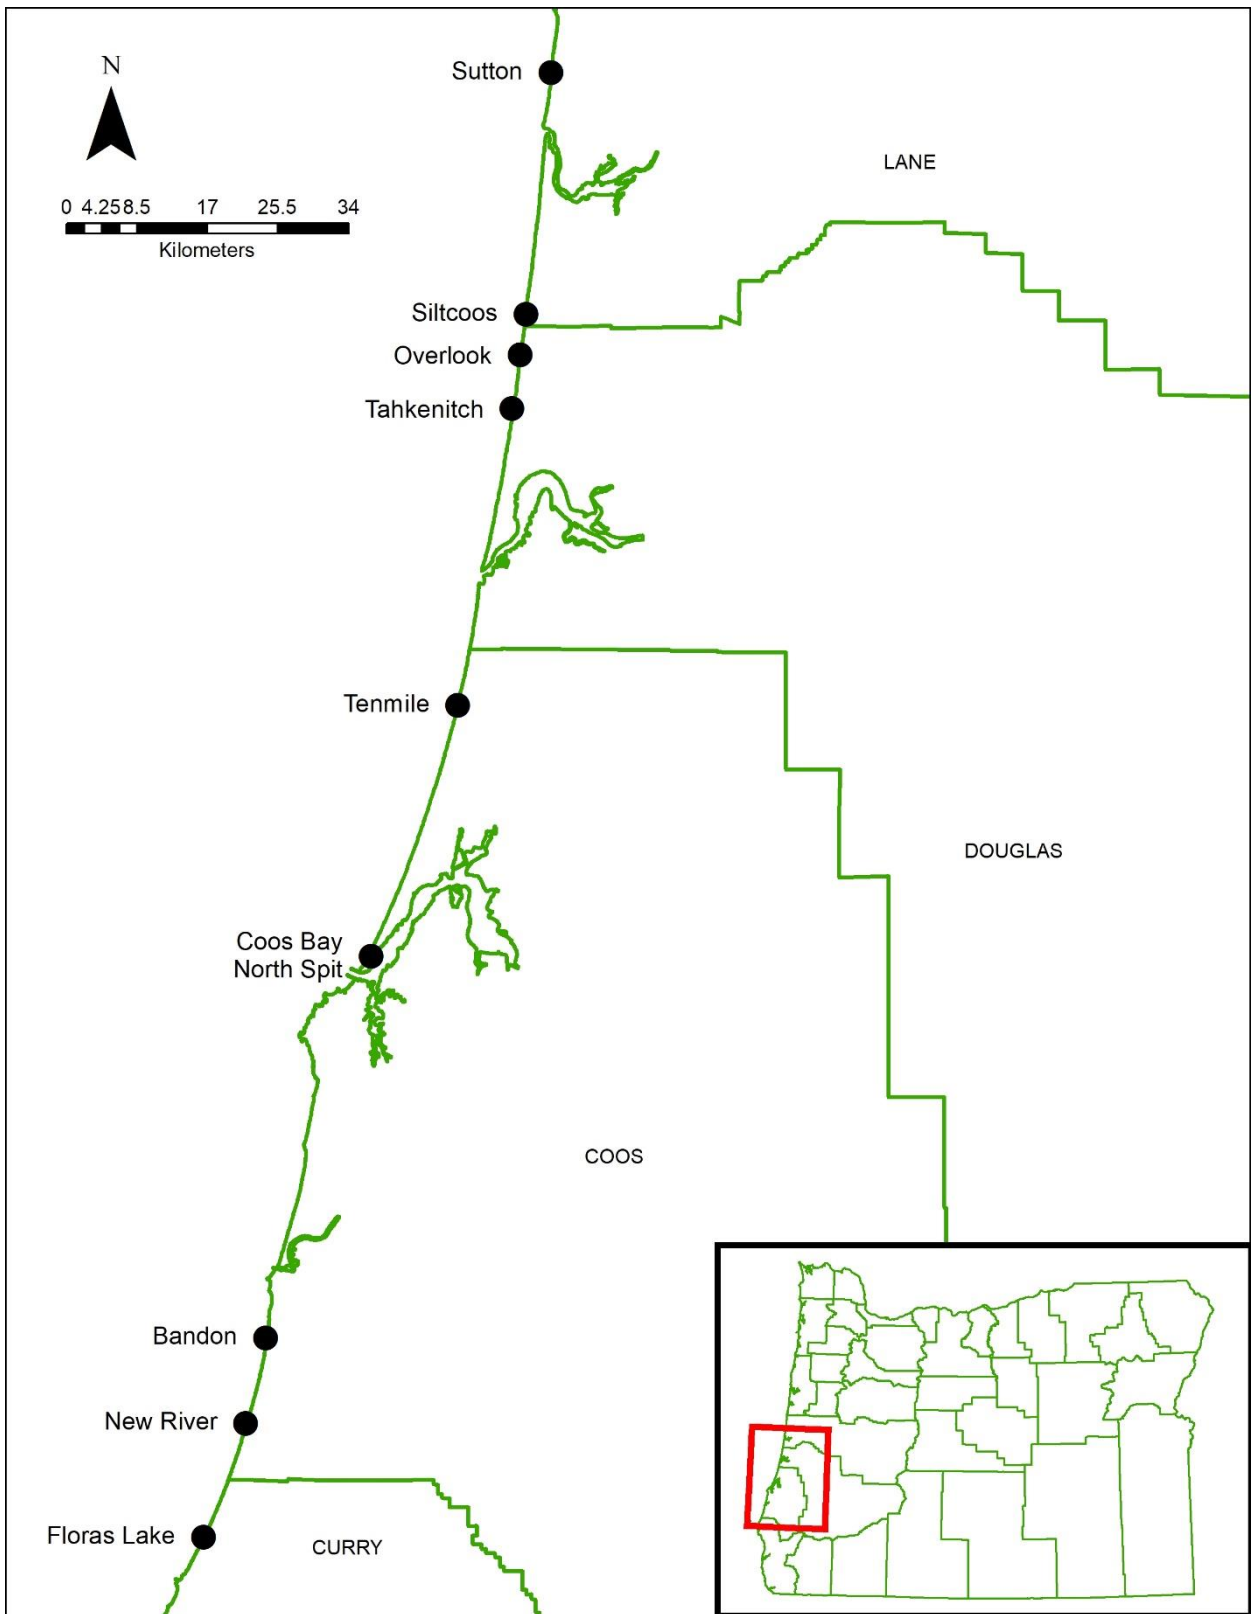 Sutton
N
LANE
0 4.25 8.5 17 25.5 34
Kilometers
Siltcoos
Overlook
Tahkenitch
Tenmile
DOUGLAS
Coos Bay
North Spit
COOS
Bandon
New River
Floras Lake
CURRY